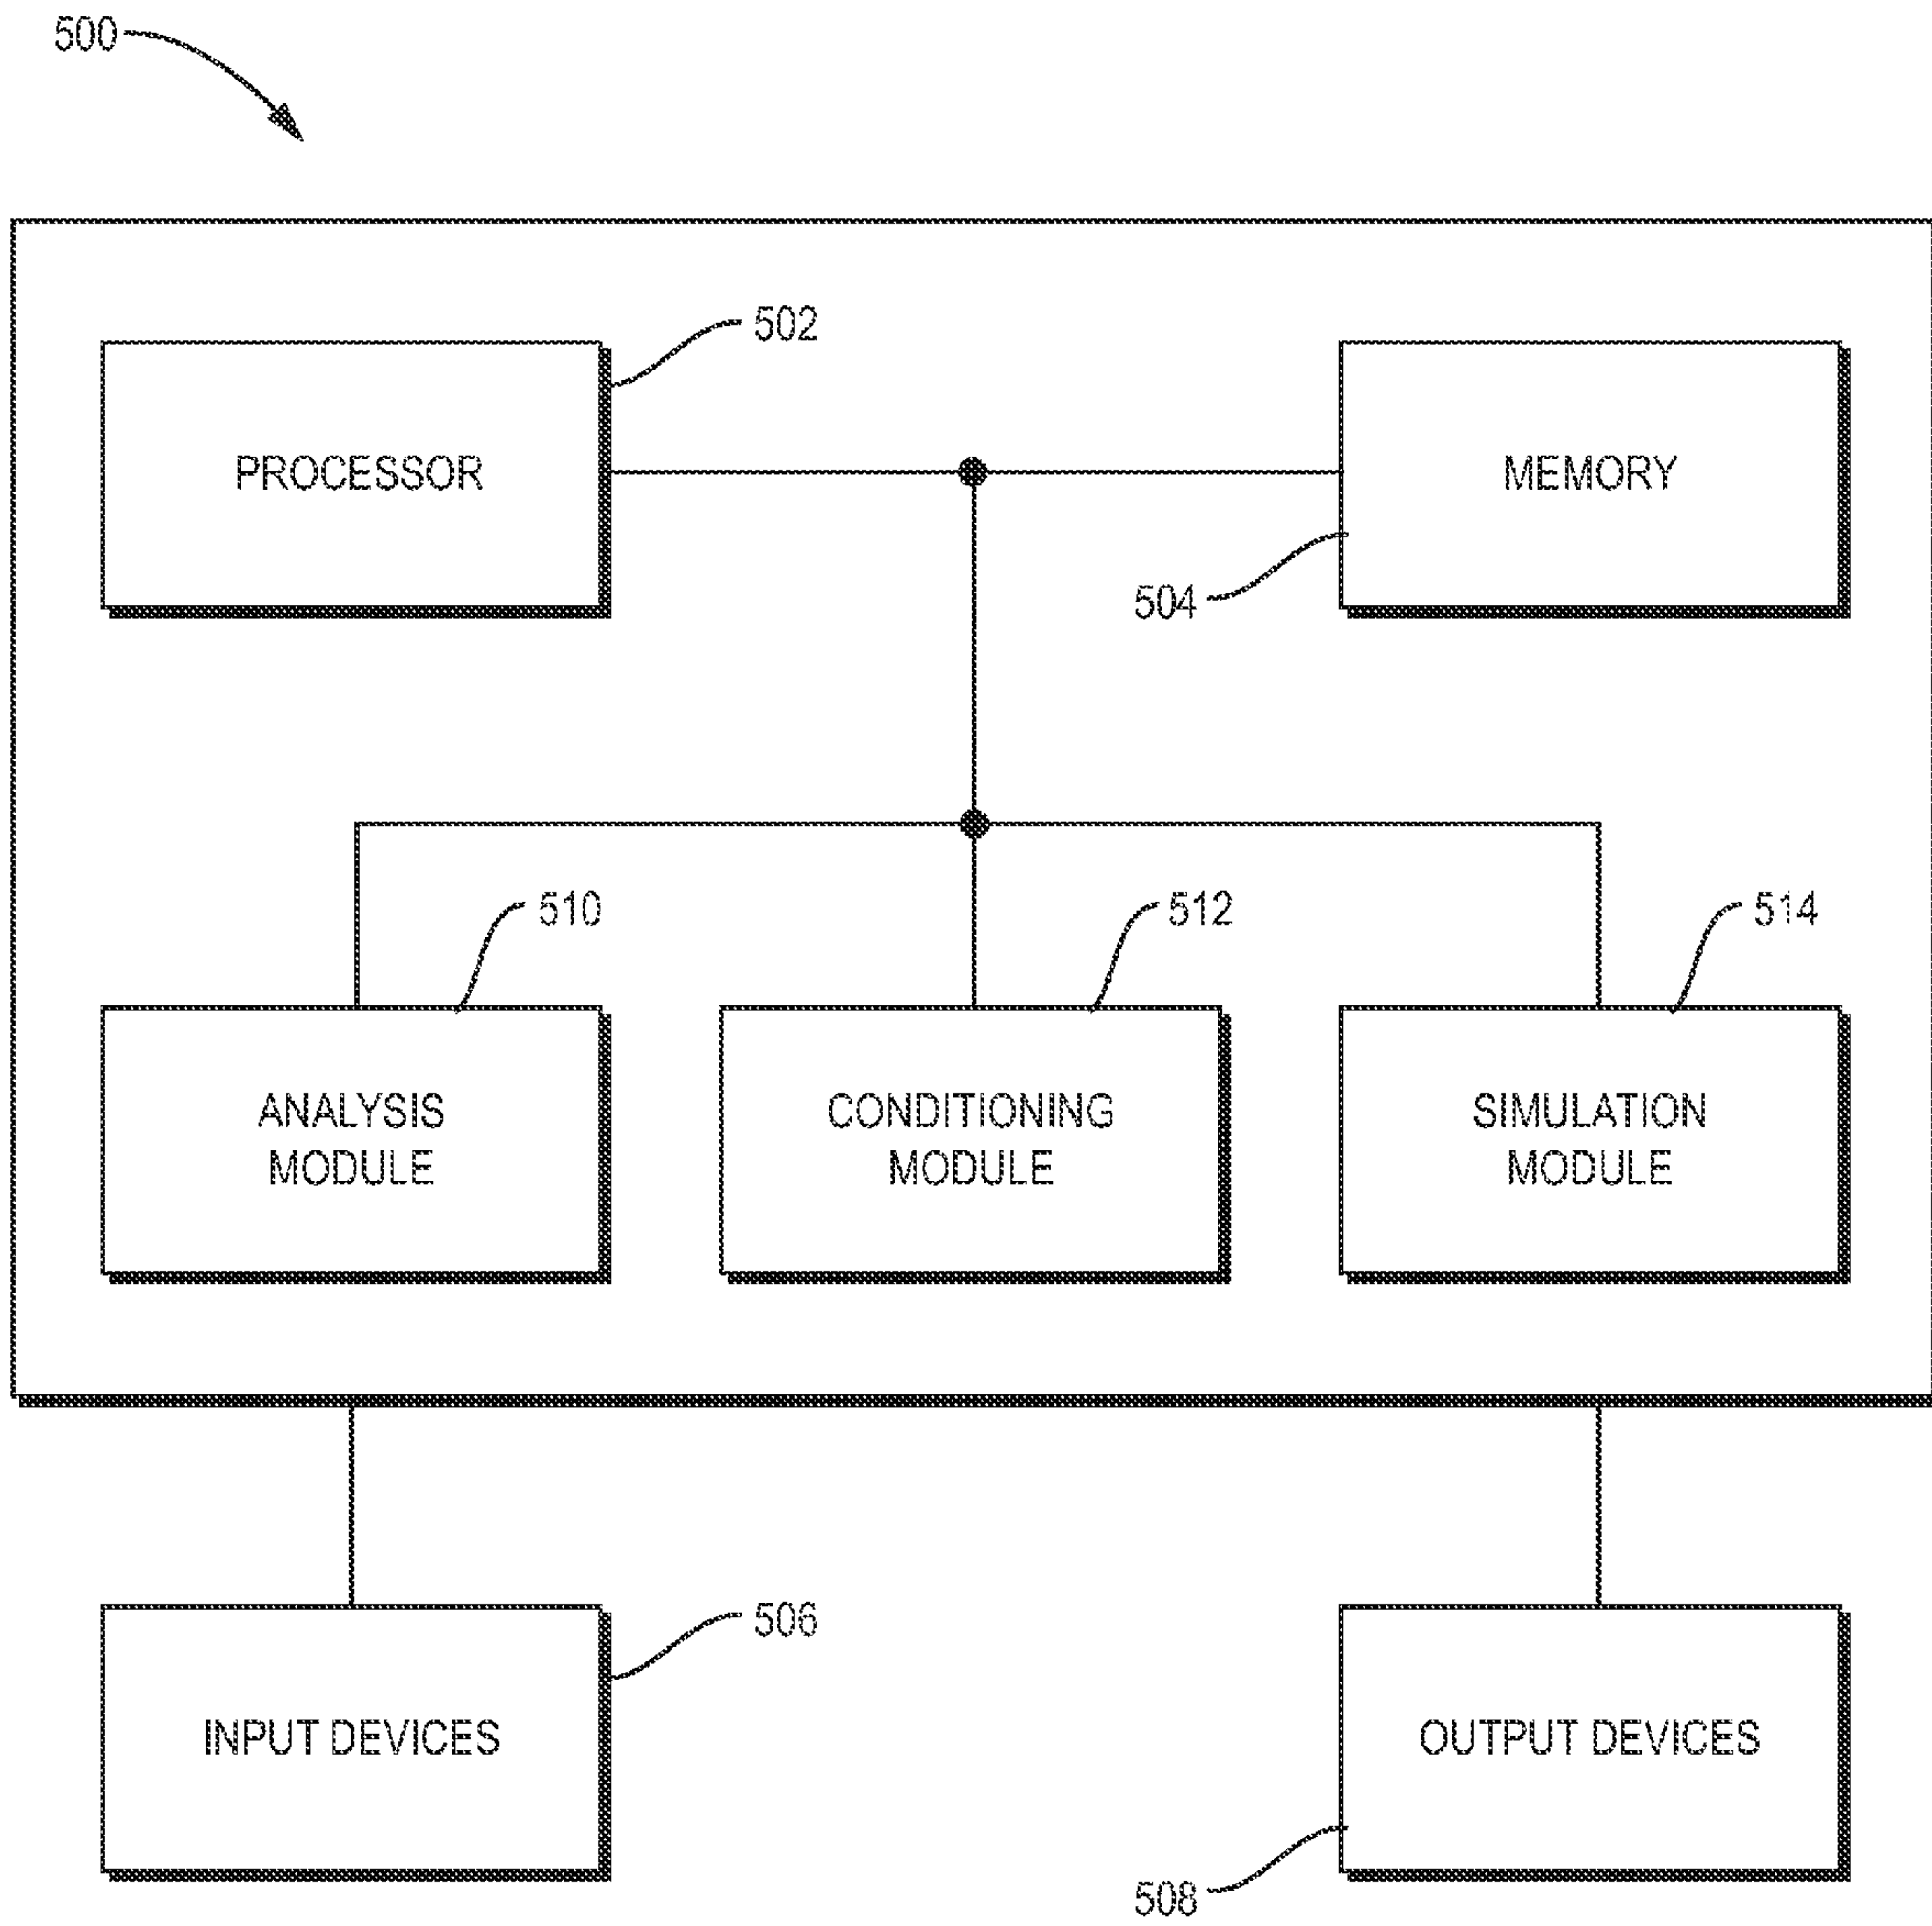 500
502
PROCESSOR
MEMORY
504
510
512
514
ANALYSIS
MODULE
CONDITIONING
MODULE
SIMULATION
MODULE
506
INPUT DEVICES
OUTPUT DEVICES
508